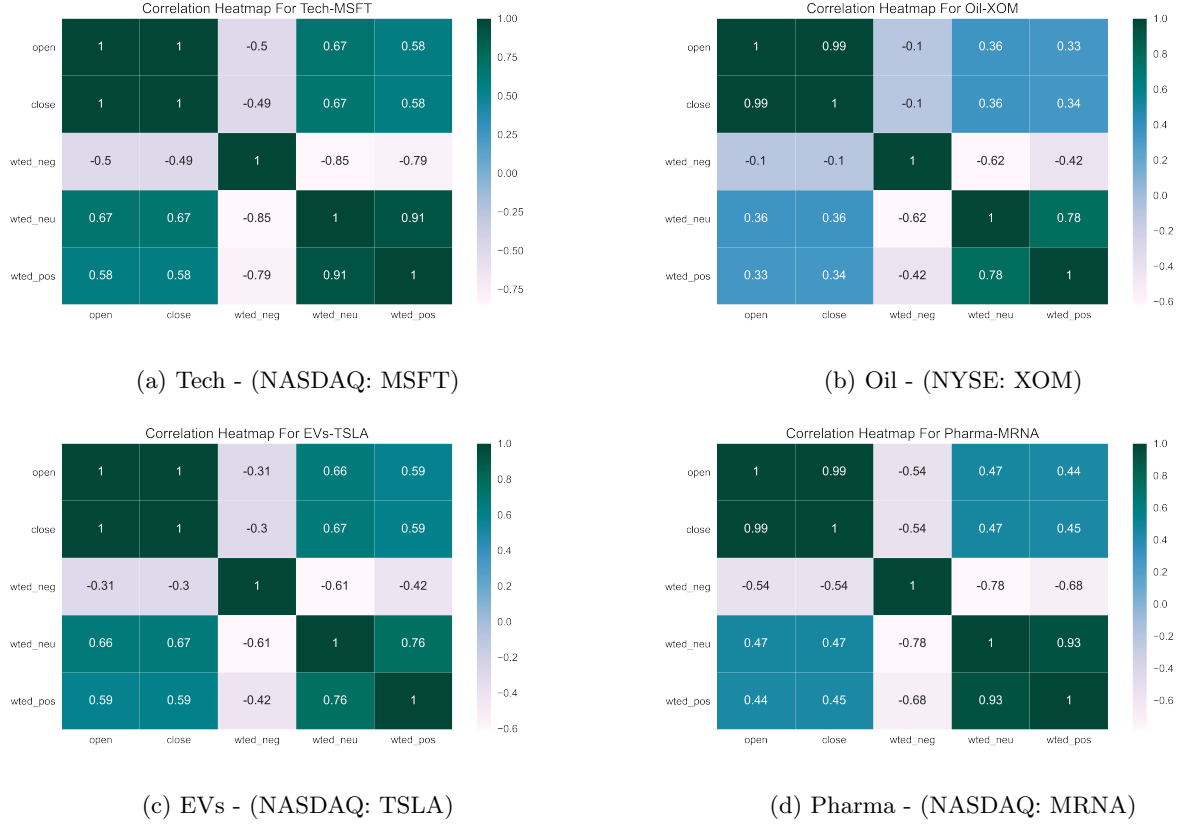 Correlation Heatmap For Tech-MSFT
open 1 1 -0.5 0.67 0.58
close 1 1 -0.49 0.67 0.58
wted_neg -0.5 -0.49 1 -0.85 -0.79
wted_neu 0.67 0.67 -0.85 1 0.91
wted_pos 0.58 0.58 -0.79 0.91 1
open close wted_neg wted_neu wted_pos
1.00
0.75
0.50
0.25
0.00
−0.25
−0.50
−0.75
(a) Tech - (NASDAQ: MSFT)
Correlation Heatmap For Oil-XOM
open 1 0.99 -0.1 0.36 0.33
close 0.99 1 -0.1 0.36 0.34
wted_neg -0.1 -0.1 1 -0.62 -0.42
wted_neu 0.36 0.36 -0.62 1 0.78
wted_pos 0.33 0.34 -0.42 0.78 1
open close wted_neg wted_neu wted_pos
1.0
0.8
0.6
0.4
0.2
0.0
−0.2
−0.4
−0.6
(b) Oil - (NYSE: XOM)
Correlation Heatmap For EVs-TSLA
open 1 1 -0.31 0.66 0.59
close 1 1 -0.3 0.67 0.59
wted_neg -0.31 -0.3 1 -0.61 -0.42
wted_neu 0.66 0.67 -0.61 1 0.76
wted_pos 0.59 0.59 -0.42 0.76 1
open close wted_neg wted_neu wted_pos
1.0
0.8
0.6
0.4
0.2
0.0
−0.2
−0.4
−0.6
(c) EVs - (NASDAQ: TSLA)
Correlation Heatmap For Pharma-MRNA
open 1 0.99 -0.54 0.47 0.44
close 0.99 1 -0.54 0.47 0.45
wted_neg -0.54 -0.54 1 -0.78 -0.68
wted_neu 0.47 0.47 -0.78 1 0.93
wted_pos 0.44 0.45 -0.68 0.93 1
open close wted_neg wted_neu wted_pos
1.0
0.8
0.6
0.4
0.2
0.0
−0.2
−0.4
−0.6
(d) Pharma - (NASDAQ: MRNA)